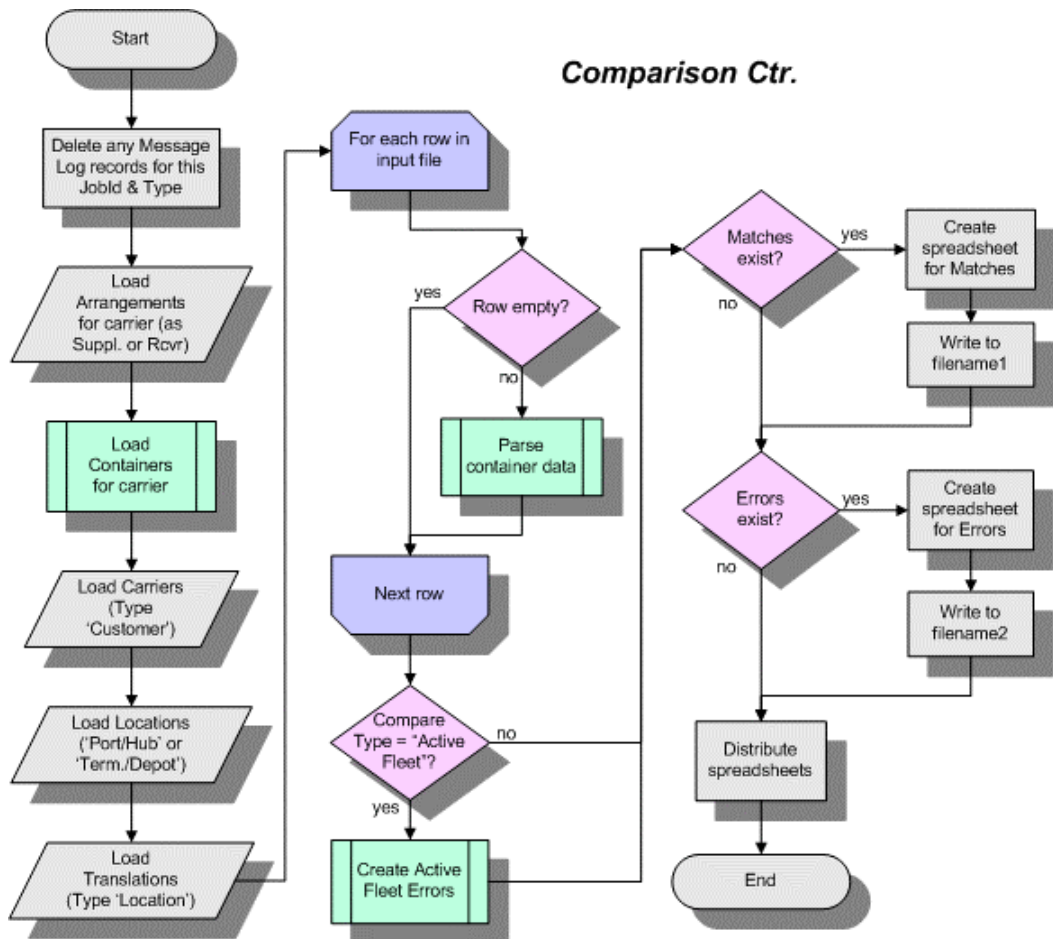 Comparison Ctr.
Start
Delete any Message
Log records for this
JobId & Type
Load
Arrangements
for carrier (as
Suppl. or Rcvr)
Load
Containers
for carrier
Load Carriers
(Type
'Customer')
Load Locations
('Port/Hub' or
'Term./Depot')
Load
Translations
(Type 'Location')
For each row in
input file
Row empty?
yes
no
Parse
container data
Next row
Compare
Type = "Active
Fleet"?
no
yes
Create Active
Fleet Errors
Matches
exist?
yes
no
Create
spreadsheet
for Matches
Write to
filename1
Errors
exist?
yes
no
Create
spreadsheet
for Errors
Write to
filename2
Distribute
spreadsheets
End